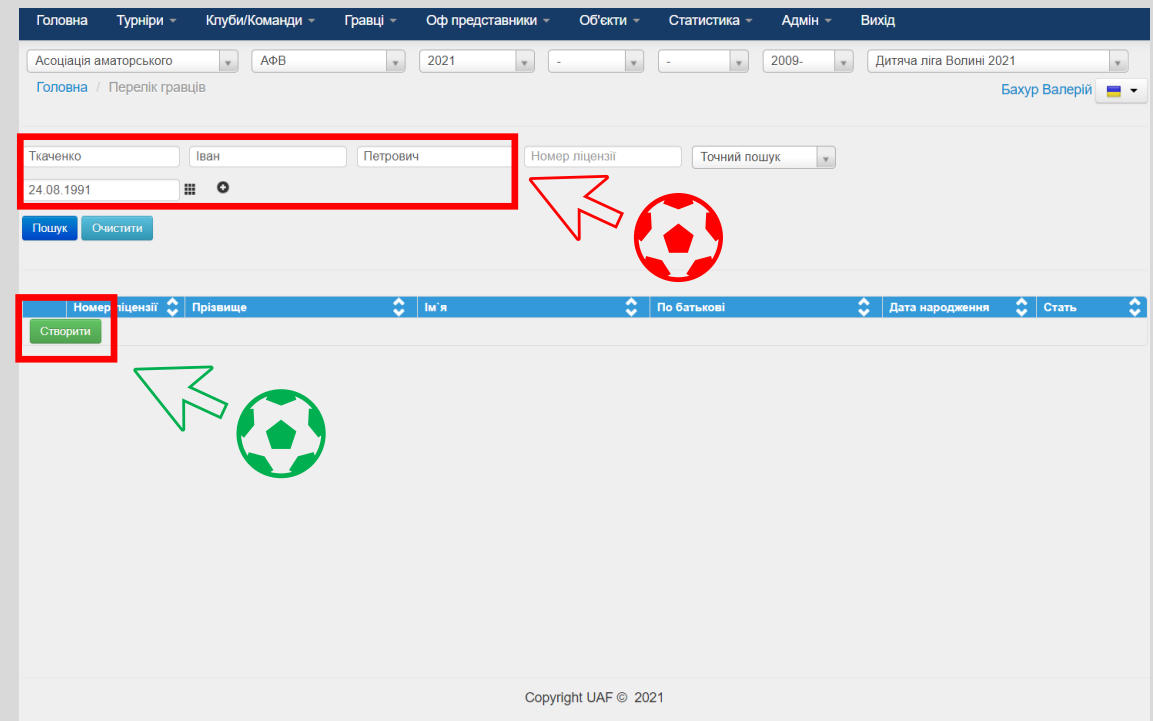 Головна Турніри Клуби/Команди Гравці Оф представники Об'єкти Статистика Адмін Вихід
Асоціація аматорського АФВ 2021 - - 2009- Дитяча ліга Волині 2021
Головна / Перелік гравців Бахур Валерій
Ткаченко Іван Петрович Номер ліцензії Точний пошук
24.08.1991
Пошук Очистити
Номер ліцензії Прізвище Ім`я По батькові Дата народження Стать
Створити
Copyright UAF © 2021